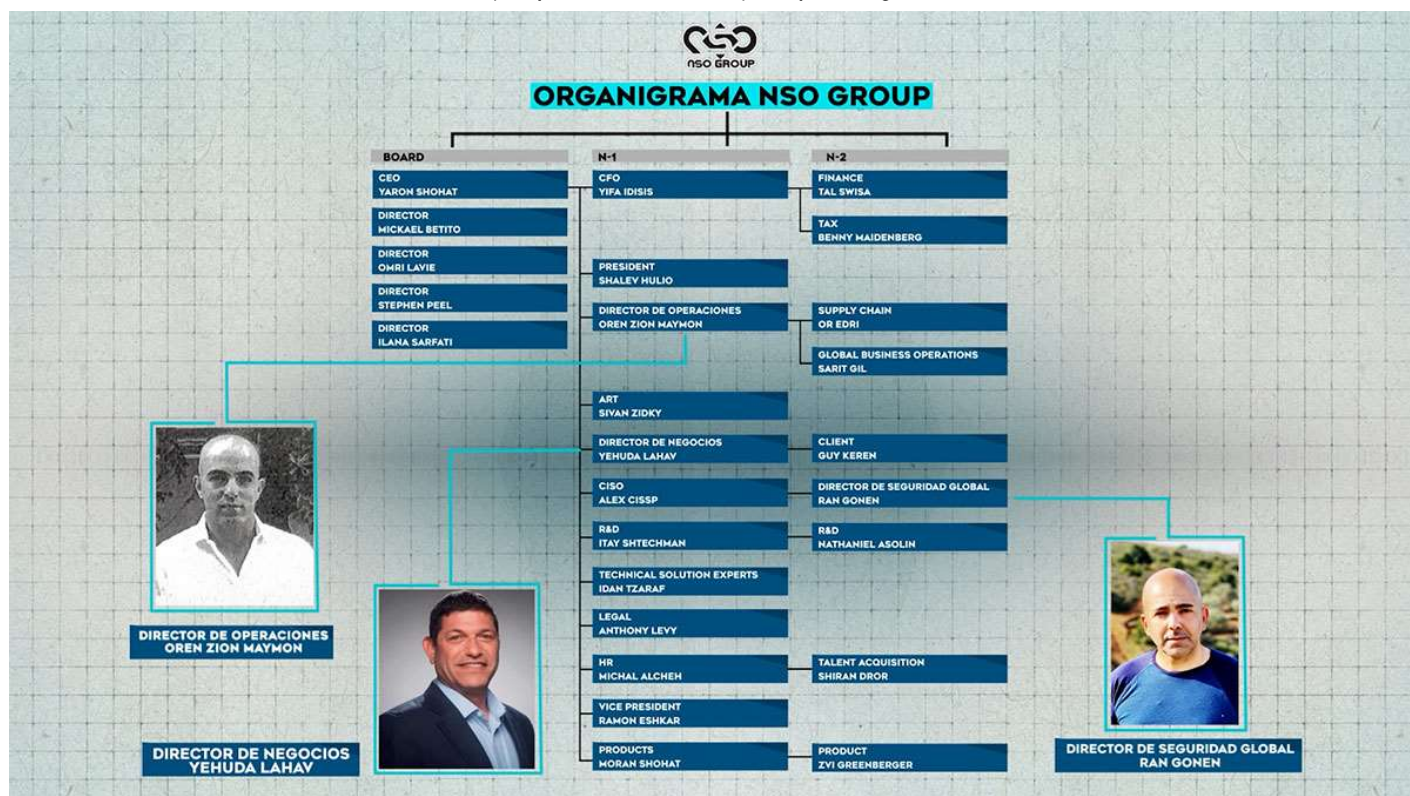 NSO GROUP
ORGANIGRAMA NSO GROUP
BOARD
CEO
YARON SHOHAT
DIRECTOR
MICKAEL BETITO
DIRECTOR
OMRI LAVIE
DIRECTOR
STEPHEN PEEL
DIRECTOR
ILANA SARFATI
N-1
CFO
YIFA IDISIS
PRESIDENT
SHALEV HULIO
DIRECTOR DE OPERACIONES
OREN ZION MAYMON
ART
SIVAN ZIDKY
DIRECTOR DE NEGOCIOS
YEHUDA LAHAV
CISO
ALEX CISSP
R&D
ITAY SHTECHMAN
TECHNICAL SOLUTION EXPERTS
IDAN TZARAF
LEGAL
ANTHONY LEVY
HR
MICHAL ALCHEH
VICE PRESIDENT
RAMON ESHKAR
PRODUCTS
MORAN SHOHAT
N-2
FINANCE
TAL SWISA
TAX
BENNY MAIDENBERG
SUPPLY CHAIN
OR EDRI
GLOBAL BUSINESS OPERATIONS
SARIT GIL
CLIENT
GUY KEREN
DIRECTOR DE SEGURIDAD GLOBAL
RAN GONEN
R&D
NATHANIEL ASOLIN
TALENT ACQUISITION
SHIRAN DROR
PRODUCT
ZVI GREENBERGER
DIRECTOR DE OPERACIONES
OREN ZION MAYMON
DIRECTOR DE NEGOCIOS
YEHUDA LAHAV
DIRECTOR DE SEGURIDAD GLOBAL
RAN GONEN